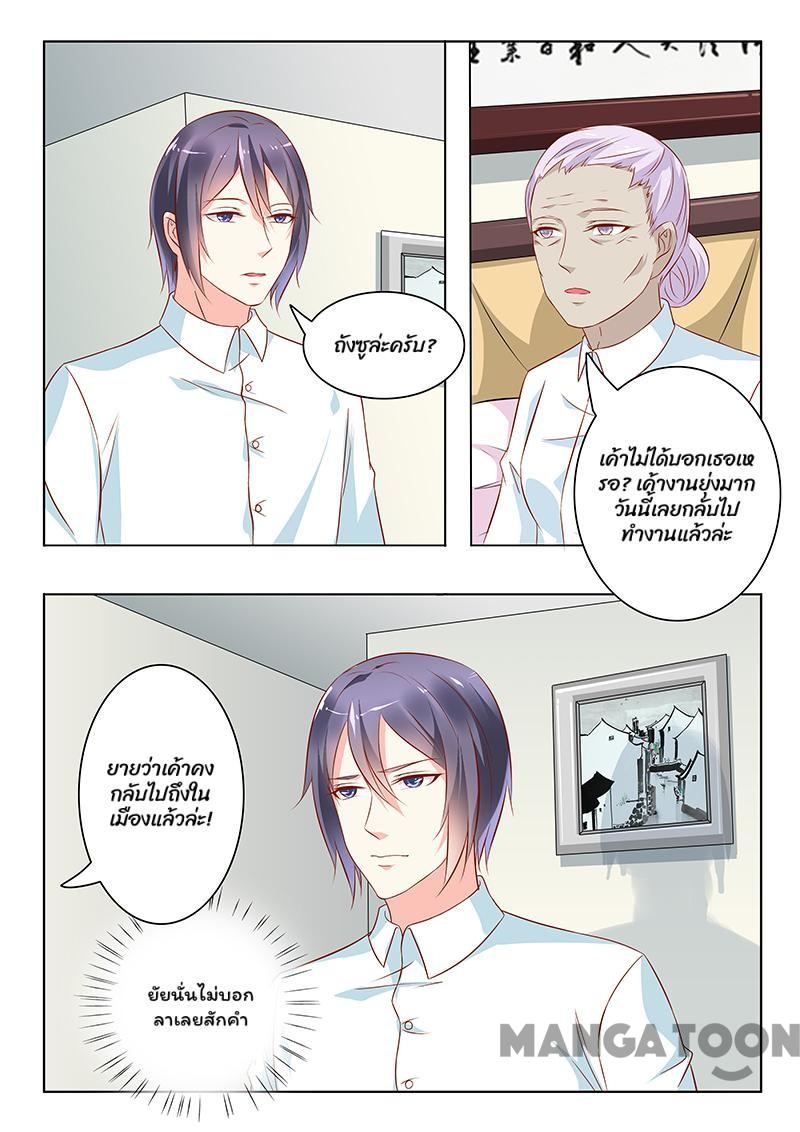 ถังซูล่ะครับ?
เค้าไม่ได้บอกเธอเห
รอ? เค้างานยุ่งมาก
วันนี้เลยกลับไป
ทำงานแล้วล่ะ
ยายว่าเค้าคง
กลับไปถึงใน
เมืองแล้วล่ะ!
ยัยนั่นไม่บอก
ลาเลยสักคำ
MANGATOON